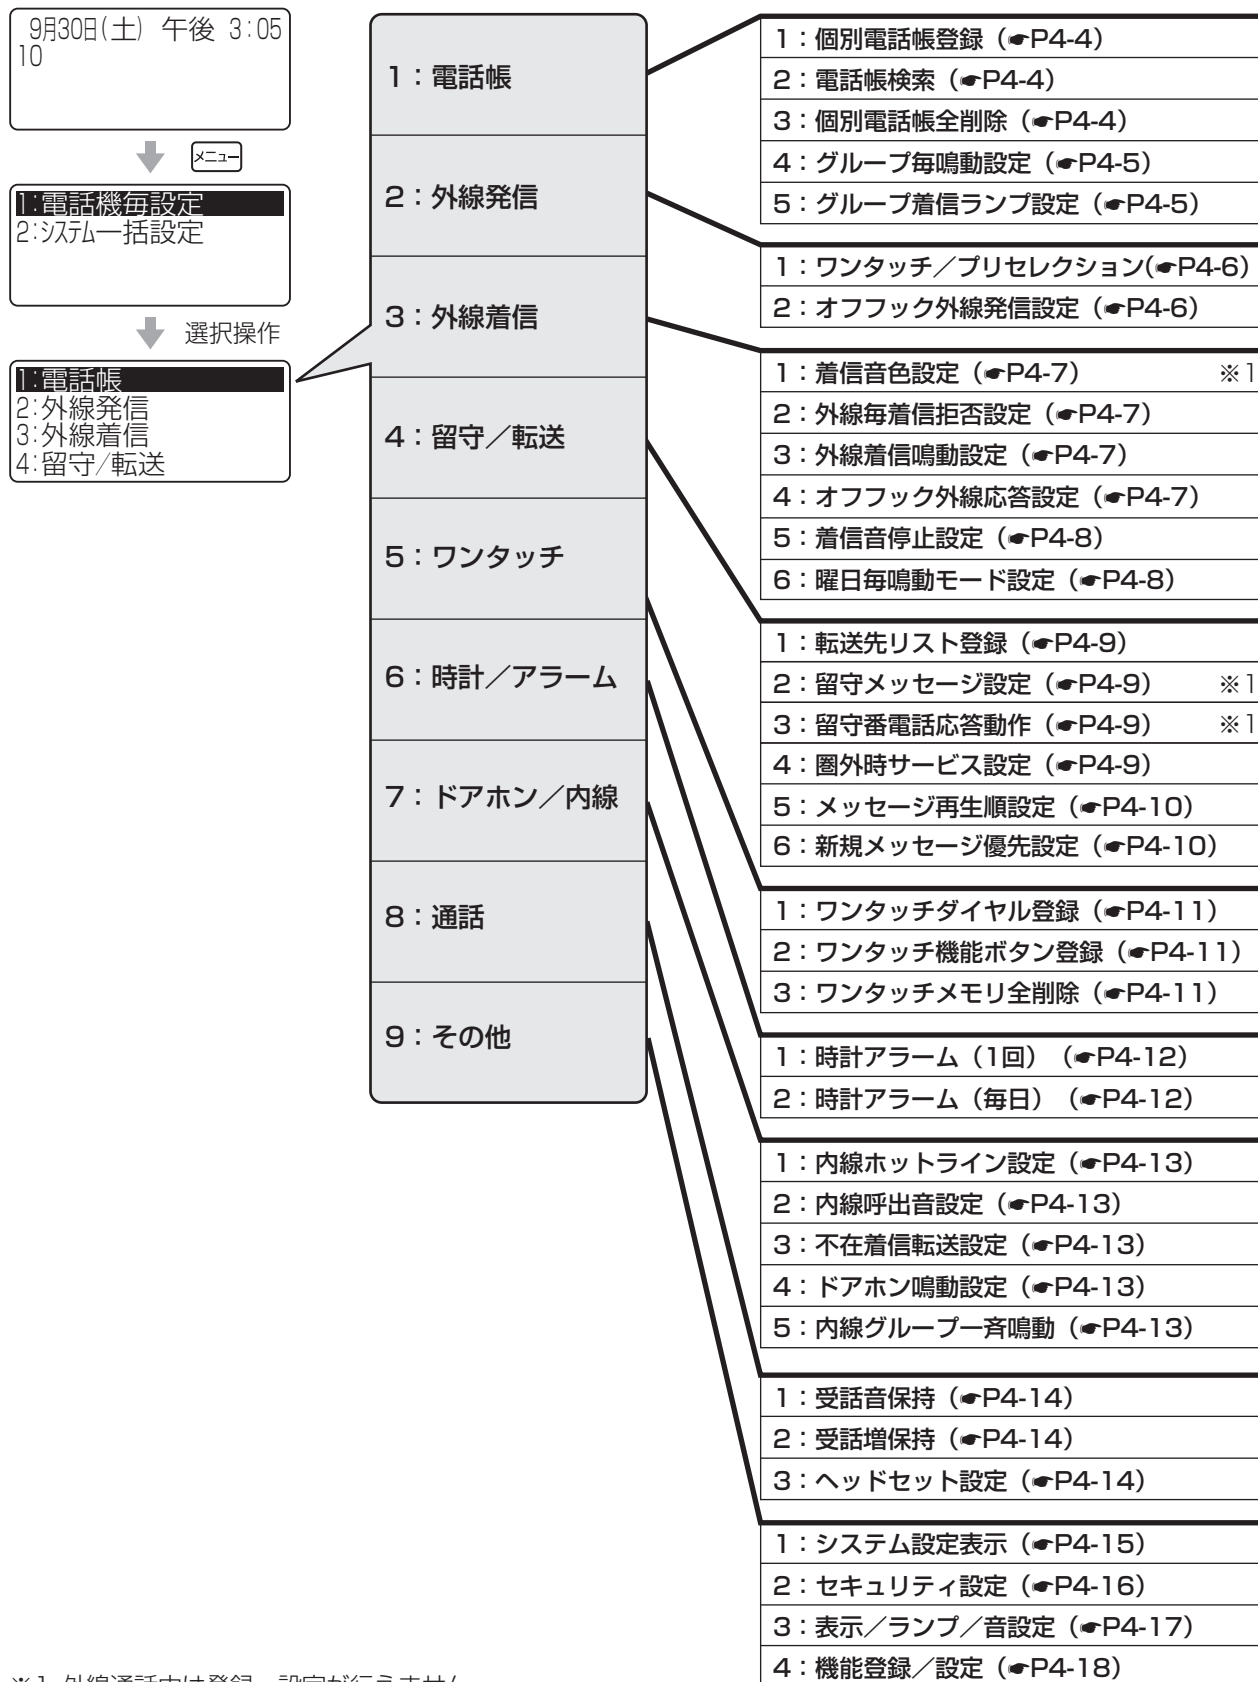 9月30日(土) 午後 3:05
10
メニュー
1:電話機毎設定
2:システム一括設定
選択操作
1:電話帳
2:外線発信
3:外線着信
4:留守/転送
1：電話帳
2：外線発信
3：外線着信
4：留守／転送
5：ワンタッチ
6：時計／アラーム
7：ドアホン／内線
8：通話
9：その他
1：個別電話帳登録（☛P4-4）
2：電話帳検索（☛P4-4）
3：個別電話帳全削除（☛P4-4）
4：グループ毎鳴動設定（☛P4-5）
5：グループ着信ランプ設定（☛P4-5）
1：ワンタッチ／プリセレクション(☛P4-6）
2：オフフック外線発信設定（☛P4-6）
1：着信音色設定（☛P4-7） ※1
2：外線毎着信拒否設定（☛P4-7）
3：外線着信鳴動設定（☛P4-7）
4：オフフック外線応答設定（☛P4-7）
5：着信音停止設定（☛P4-8）
6：曜日毎鳴動モード設定（☛P4-8）
1：転送先リスト登録（☛P4-9）
2：留守メッセージ設定（☛P4-9） ※1
3：留守番電話応答動作（☛P4-9） ※1
4：圏外時サービス設定（☛P4-9）
5：メッセージ再生順設定（☛P4-10）
6：新規メッセージ優先設定（☛P4-10）
1：ワンタッチダイヤル登録（☛P4-11）
2：ワンタッチ機能ボタン登録（☛P4-11）
3：ワンタッチメモリ全削除（☛P4-11）
1：時計アラーム（1回）（☛P4-12）
2：時計アラーム（毎日）（☛P4-12）
1：内線ホットライン設定（☛P4-13）
2：内線呼出音設定（☛P4-13）
3：不在着信転送設定（☛P4-13）
4：ドアホン鳴動設定（☛P4-13）
5：内線グループ一斉鳴動（☛P4-13）
1：受話音保持（☛P4-14）
2：受話増保持（☛P4-14）
3：ヘッドセット設定（☛P4-14）
1：システム設定表示（☛P4-15）
2：セキュリティ設定（☛P4-16）
3：表示／ランプ／音設定（☛P4-17）
4：機能登録／設定（☛P4-18）